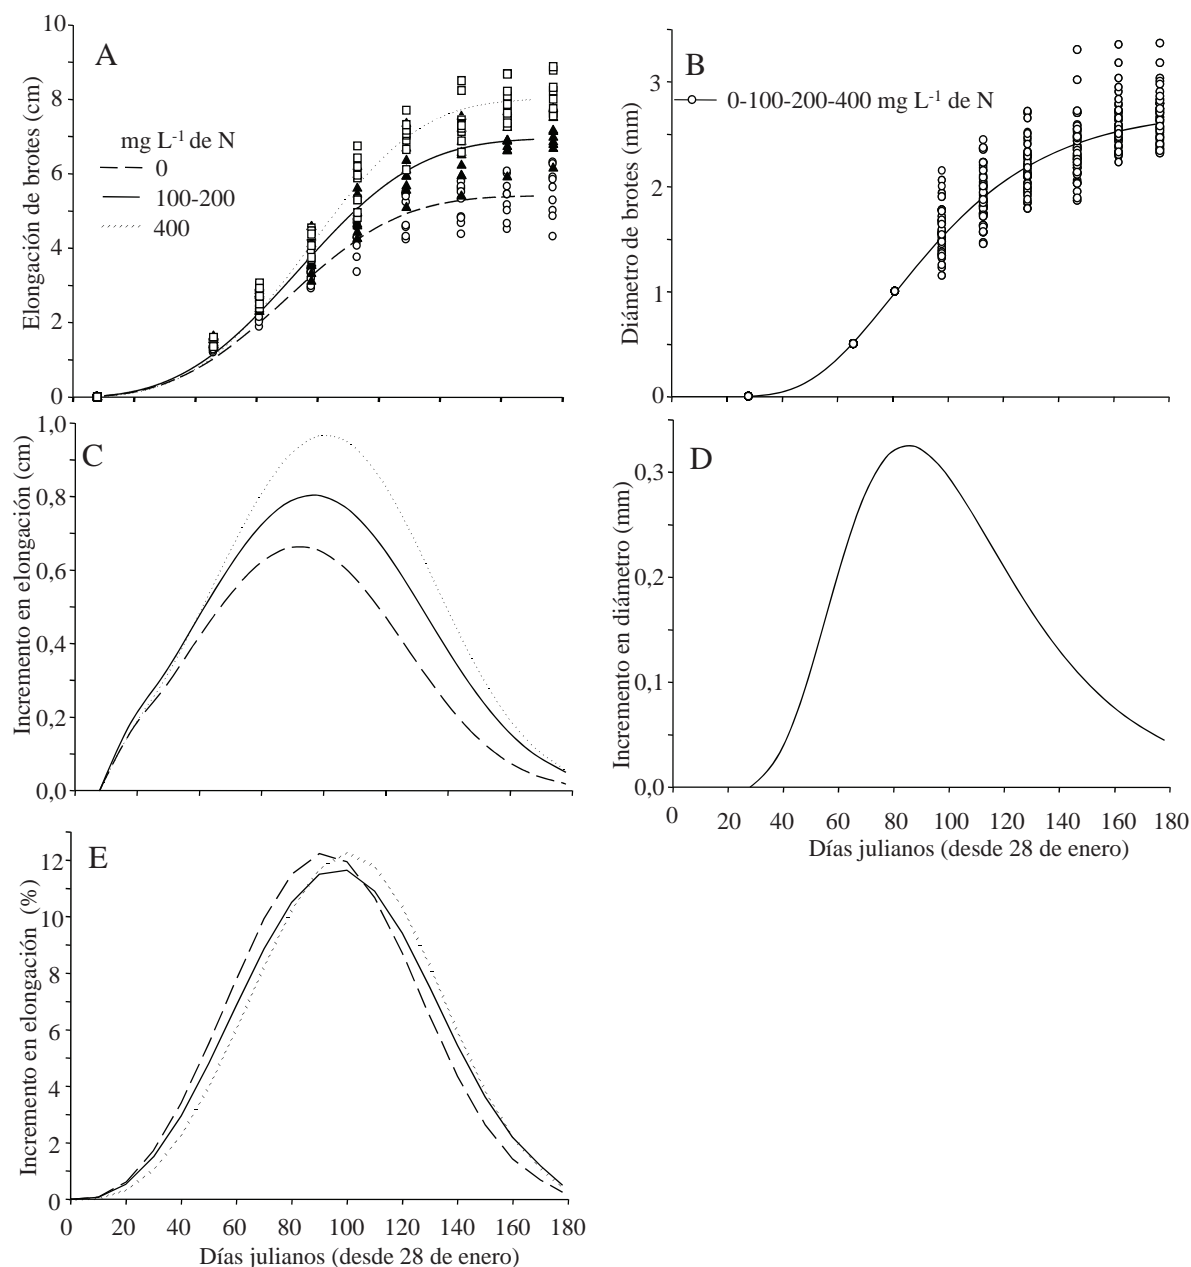 A
Elongación de brotes (cm)
10
8
6
4
2
0
mg L-1 de N
0
100-200
400
B
Diámetro de brotes (mm)
3
2
1
0
0-100-200-400 mg L-1 de N
C
Incremento en elongación (cm)
1,0
0,8
0,6
0,4
0,2
0,0
D
Incremento en diámetro (mm)
0,3
0,2
0,1
0,0
0 20 40 60 80 100 120 140 160 180
Días julianos (desde 28 de enero)
E
Incremento en elongación (%)
12
10
8
6
4
2
0
0 20 40 60 80 100 120 140 160 180
Días julianos (desde 28 de enero)